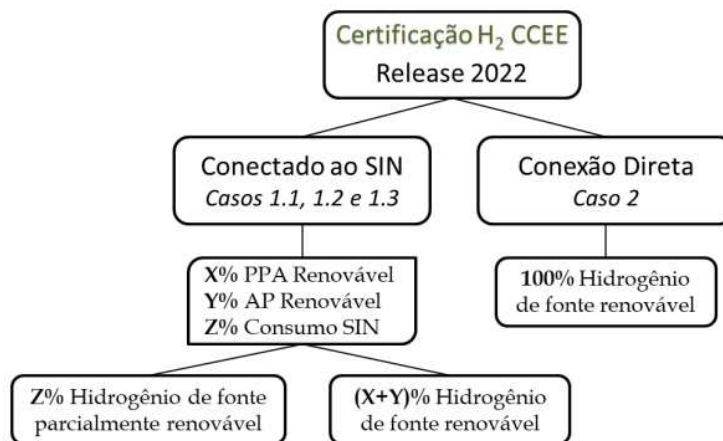 Certificação H₂ CCEE
Release 2022
Conectado ao SIN
Casos 1.1, 1.2 e 1.3
Conexão Direta
Caso 2
X% PPA Renovável
Y% AP Renovável
Z% Consumo SIN
100% Hidrogênio
de fonte renovável
Z% Hidrogênio de fonte
parcialmente renovável
(X+Y)% Hidrogênio
de fonte renovável